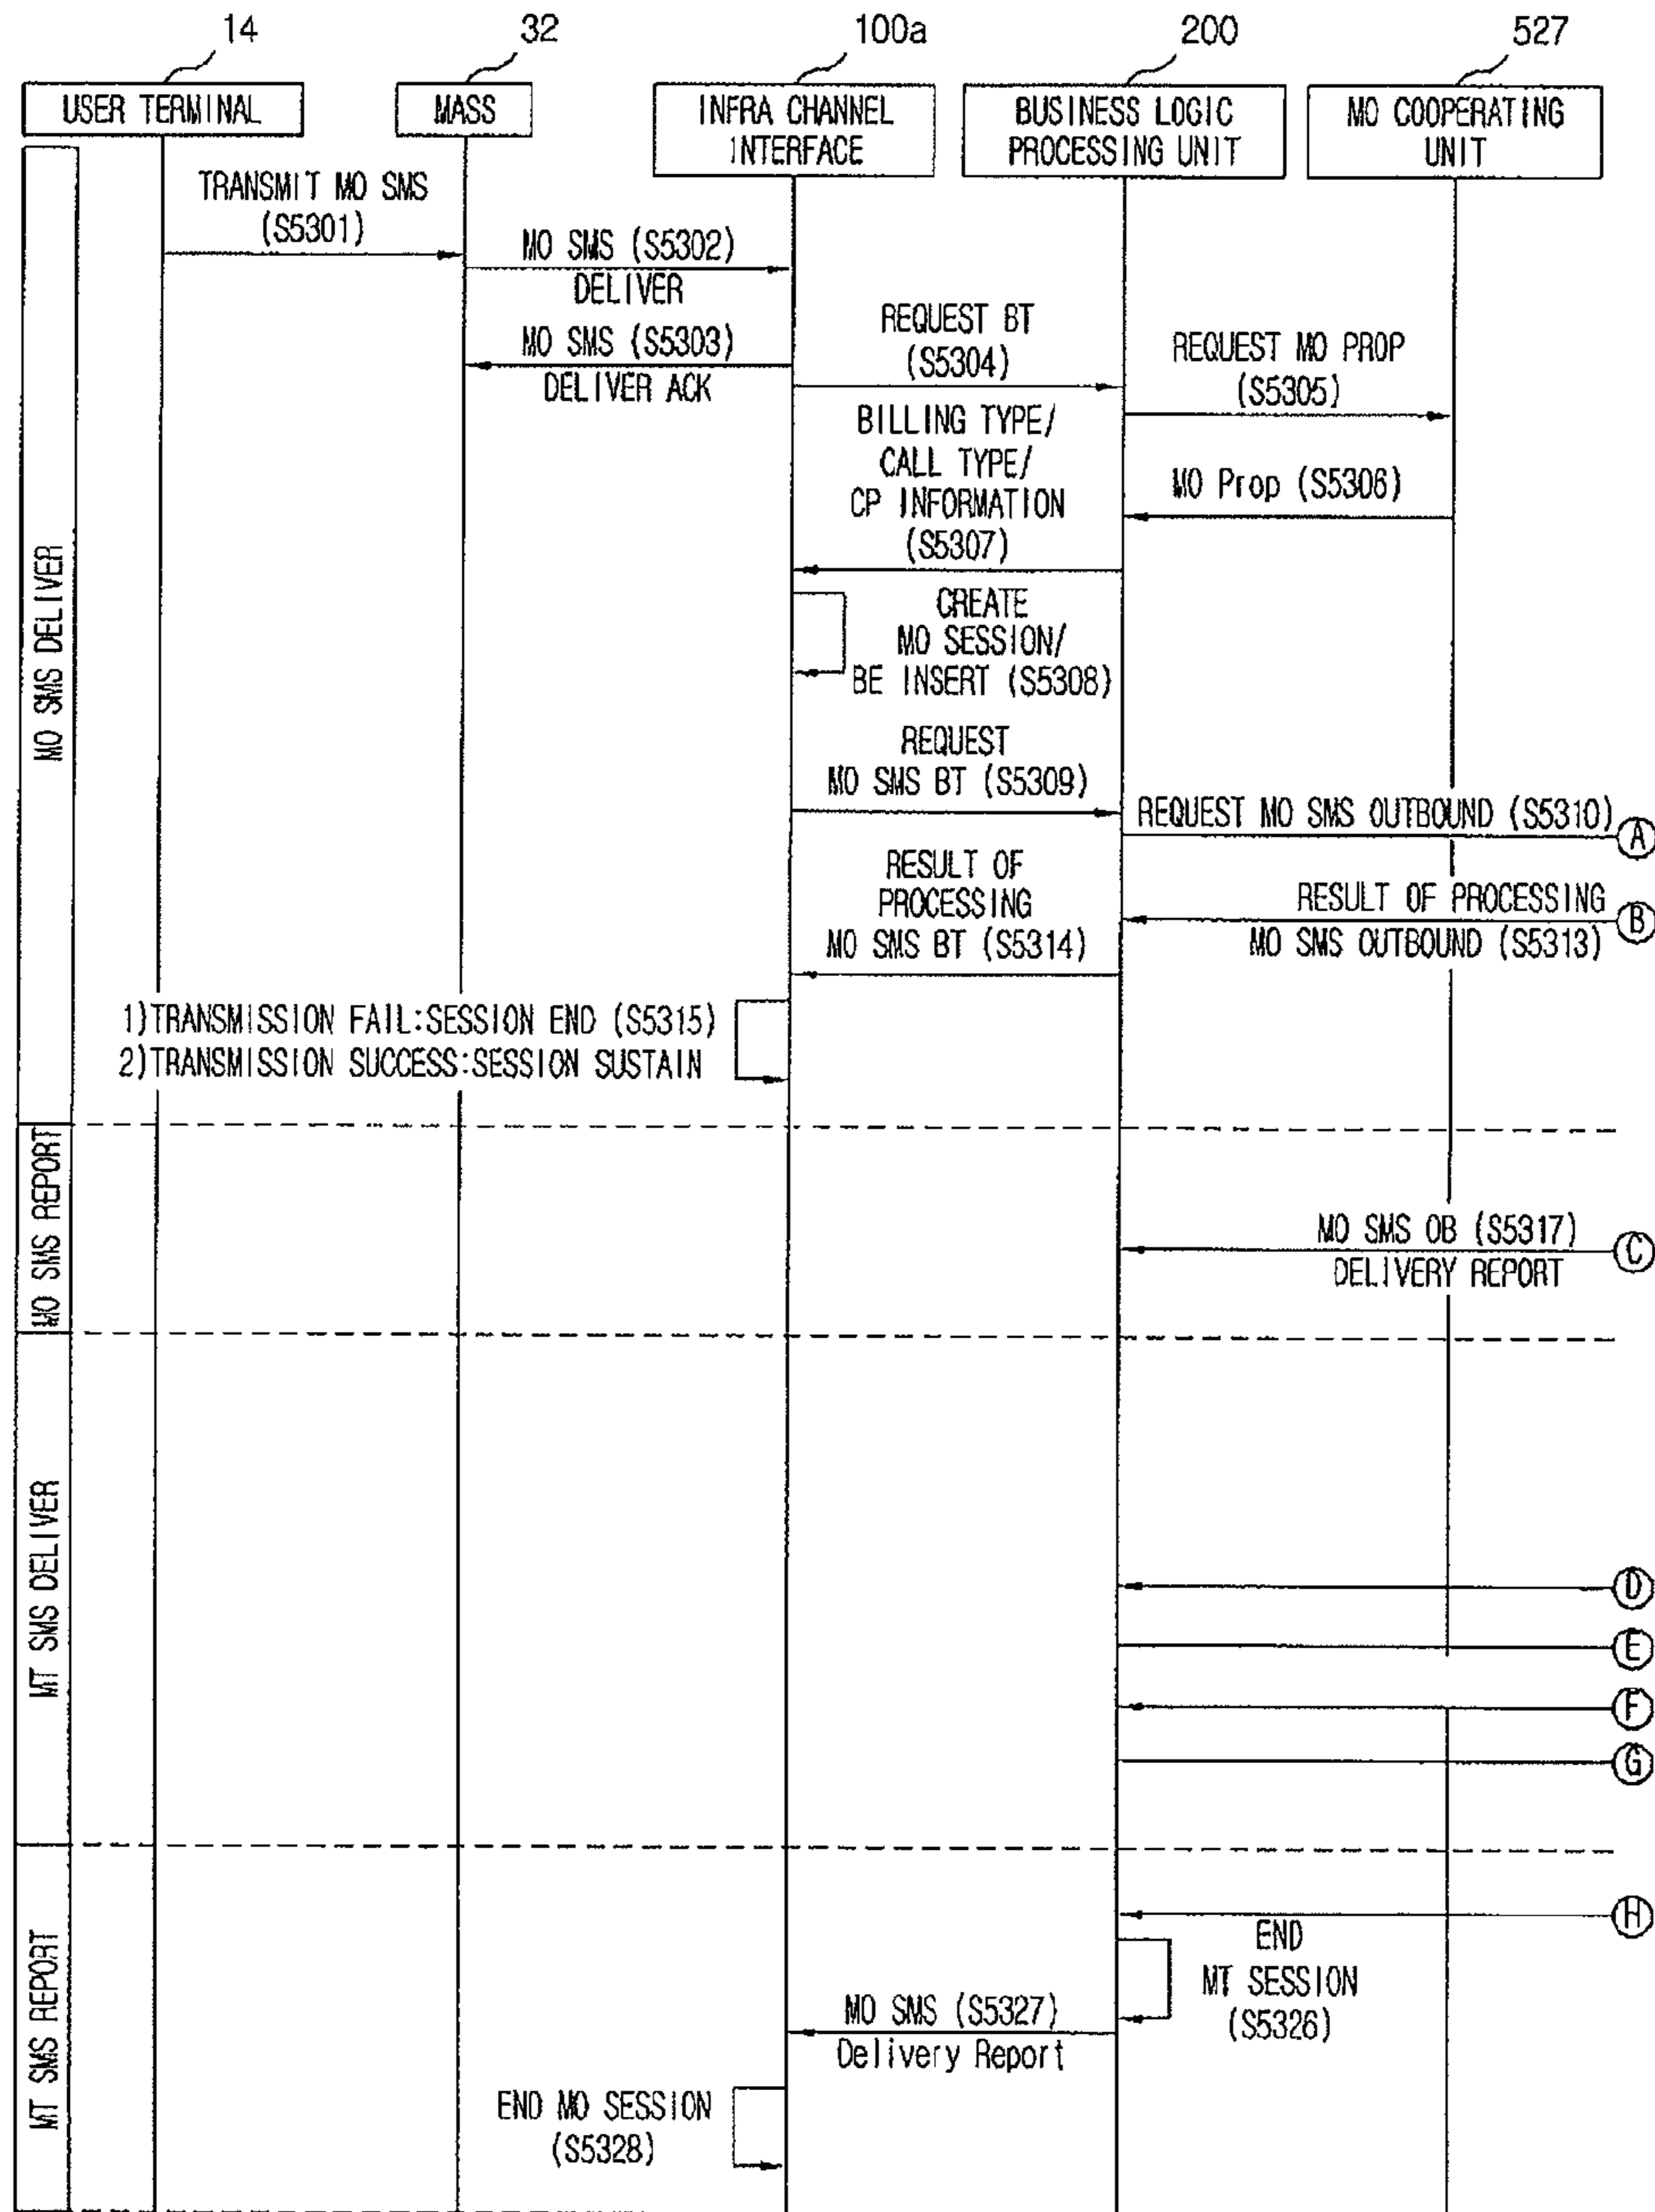 14
32
100a
200
527
USER TERMINAL
MASS
INFRA CHANNEL
INTERFACE
BUSINESS LOGIC
PROCESSING UNIT
MO COOPERATING
UNIT
MO SMS DELIVER
TRANSMIT MO SMS
(S5301)
MO SMS (S5302)
DELIVER
MO SMS (S5303)
DELIVER ACK
REQUEST BT
(S5304)
REQUEST MO PROP
(S5305)
MO Prop (S5306)
BILLING TYPE/
CALL TYPE/
CP INFORMATION
(S5307)
CREATE
MO SESSION/
BE INSERT (S5308)
REQUEST
MO SMS BT (S5309)
REQUEST MO SMS OUTBOUND (S5310)
A
RESULT OF PROCESSING
MO SMS OUTBOUND (S5313)
B
RESULT OF
PROCESSING
MO SMS BT (S5314)
1)TRANSMISSION FAIL:SESSION END (S5315)
2)TRANSMISSION SUCCESS:SESSION SUSTAIN
MO SMS REPORT
MO SMS OB (S5317)
DELIVERY REPORT
C
MT SMS DELIVER
D
E
F
G
MT SMS REPORT
H
END
MT SESSION
(S5326)
MO SMS (S5327)
Delivery Report
END MO SESSION
(S5328)